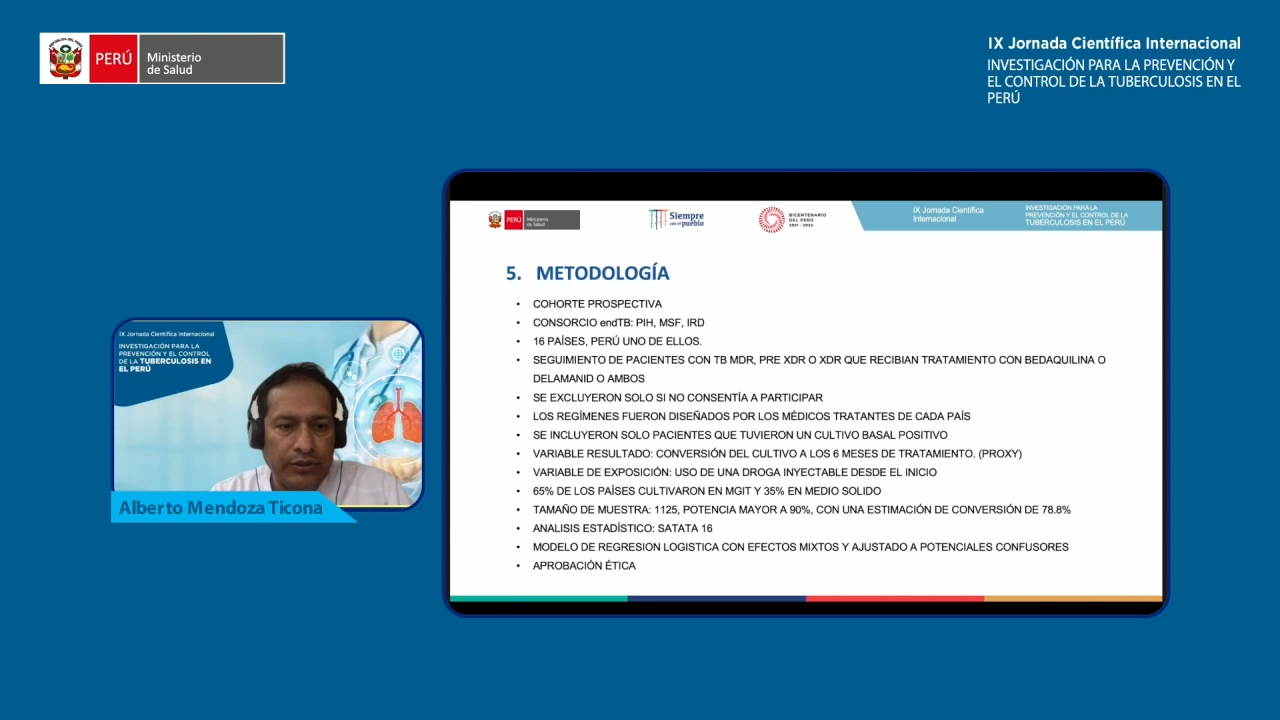 PERÚ
Ministerio
de Salud
IX Jornada Científica Internacional
INVESTIGACIÓN PARA LA PREVENCIÓN Y
EL CONTROL DE LA TUBERCULOSIS EN EL
PERÚ
PERÚ
Ministerio
de Salud
Siempre
con el pueblo
BICENTENARIO
DEL PERÚ
2021 - 2024
IX Jornada Científica
Internacional
INVESTIGACIÓN PARA LA
PREVENCIÓN Y EL CONTROL DE LA
TUBERCULOSIS EN EL PERÚ
5. METODOLOGÍA
• COHORTE PROSPECTIVA
• CONSORCIO endTB: PIH, MSF, IRD
• 16 PAÍSES, PERÚ UNO DE ELLOS.
• SEGUIMIENTO DE PACIENTES CON TB MDR, PRE XDR O XDR QUE RECIBIAN TRATAMIENTO CON BEDAQUILINA O
DELAMANID O AMBOS
• SE EXCLUYERON SOLO SI NO CONSENTÍA A PARTICIPAR
• LOS REGÍMENES FUERON DISEÑADOS POR LOS MÉDICOS TRATANTES DE CADA PAÍS
• SE INCLUYERON SOLO PACIENTES QUE TUVIERON UN CULTIVO BASAL POSITIVO
• VARIABLE RESULTADO: CONVERSIÓN DEL CULTIVO A LOS 6 MESES DE TRATAMIENTO. (PROXY)
• VARIABLE DE EXPOSICIÓN: USO DE UNA DROGA INYECTABLE DESDE EL INICIO
• 65% DE LOS PAÍSES CULTIVARON EN MGIT Y 35% EN MEDIO SOLIDO
• TAMAÑO DE MUESTRA: 1125, POTENCIA MAYOR A 90%, CON UNA ESTIMACIÓN DE CONVERSIÓN DE 78.8%
• ANALISIS ESTADÍSTICO: SATATA 16
• MODELO DE REGRESION LOGISTICA CON EFECTOS MIXTOS Y AJUSTADO A POTENCIALES CONFUSORES
• APROBACIÓN ÉTICA
IX Jornada Científica Internacional
INVESTIGACIÓN PARA LA
PREVENCIÓN Y EL CONTROL
DE LA TUBERCULOSIS EN
EL PERÚ
Alberto Mendoza Ticona